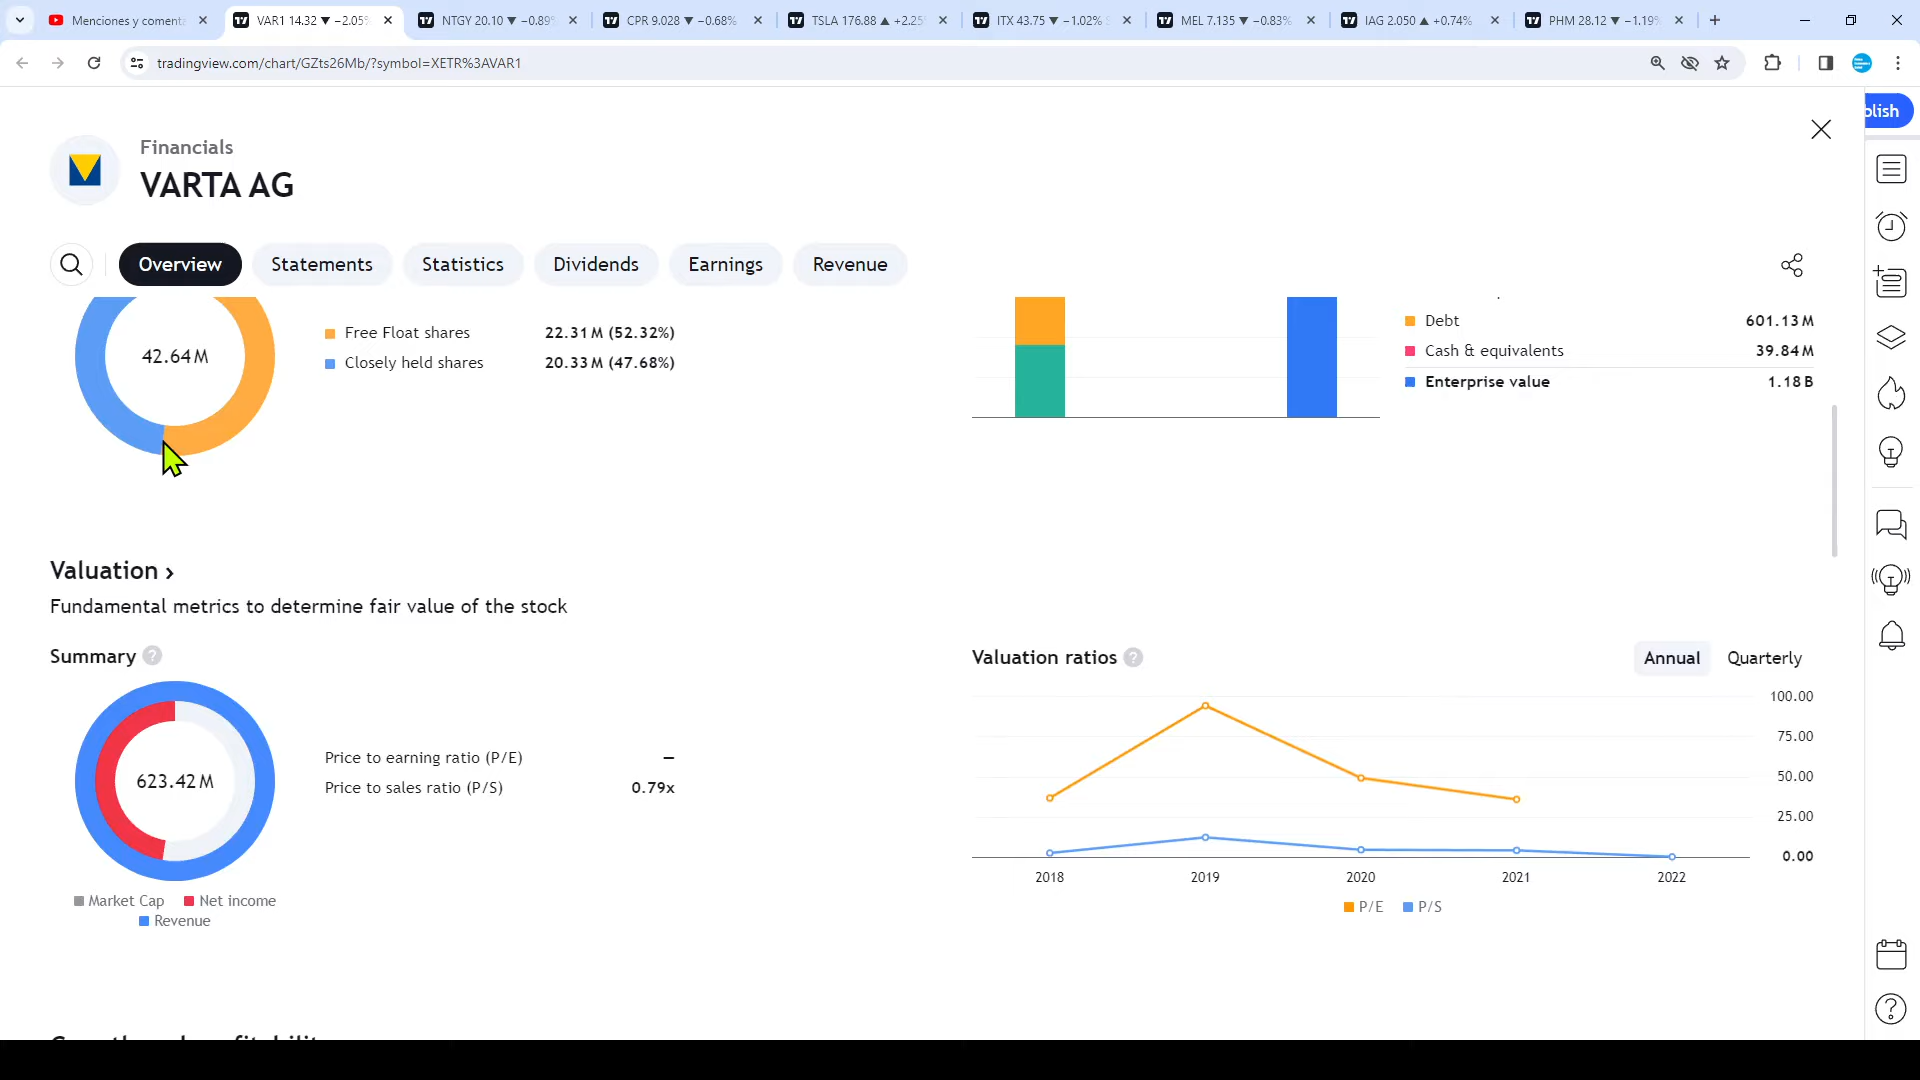 Menciones y comenta
VAR1 14.32 ▼ −2.05%
NTGY 20.10 ▼ −0.89%
CPR 9.028 ▼ −0.68%
TSLA 176.88 ▲ +2.25
ITX 43.75 ▼ −1.02% S
MEL 7.135 ▼ −0.83%
IAG 2.050 ▲ +0.74%
PHM 28.12 ▼ −1.19%
tradingview.com/chart/GZts26Mb/?symbol=XETR%3AVAR1
blish
Financials
VARTA AG
Overview
Statements
Statistics
Dividends
Earnings
Revenue
42.64 M
Free Float shares 22.31 M (52.32%)
Closely held shares 20.33 M (47.68%)
Debt 601.13 M
Cash & equivalents 39.84 M
Enterprise value 1.18 B
Valuation ›
Fundamental metrics to determine fair value of the stock
Summary ?
623.42 M
Price to earning ratio (P/E) —
Price to sales ratio (P/S) 0.79x
Market Cap Net income
Revenue
Valuation ratios ?
Annual Quarterly
100.00
75.00
50.00
25.00
0.00
2018 2019 2020 2021 2022
P/E P/S